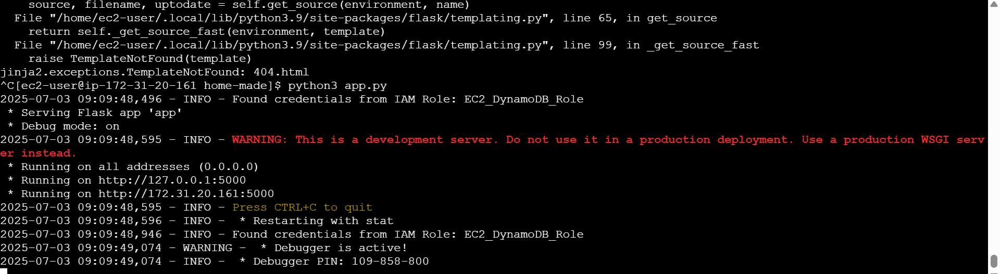 source, filename, uptodate = self.get_source(environment, name)
File "/home/ec2-user/.local/lib/python3.9/site-packages/flask/templating.py", line 65, in get_source
return self._get_source_fast(environment, template)
File "/home/ec2-user/.local/lib/python3.9/site-packages/flask/templating.py", line 99, in _get_source_fast
raise TemplateNotFound(template)
jinja2.exceptions.TemplateNotFound: 404.html
^C[ec2-user@ip-172-31-20-161 home-made]$ python3 app.py
2025-07-03 09:09:48,496 - INFO - Found credentials from IAM Role: EC2_DynamoDB_Role
* Serving Flask app 'app'
* Debug mode: on
2025-07-03 09:09:48,595 - INFO - WARNING: This is a development server. Do not use it in a production deployment. Use a production WSGI serv
er instead.
* Running on all addresses (0.0.0.0)
* Running on http://127.0.0.1:5000
* Running on http://172.31.20.161:5000
2025-07-03 09:09:48,595 - INFO - Press CTRL+C to quit
2025-07-03 09:09:48,596 - INFO -  * Restarting with stat
2025-07-03 09:09:48,946 - INFO - Found credentials from IAM Role: EC2_DynamoDB_Role
2025-07-03 09:09:49,074 - WARNING -  * Debugger is active!
2025-07-03 09:09:49,074 - INFO -  * Debugger PIN: 109-858-800